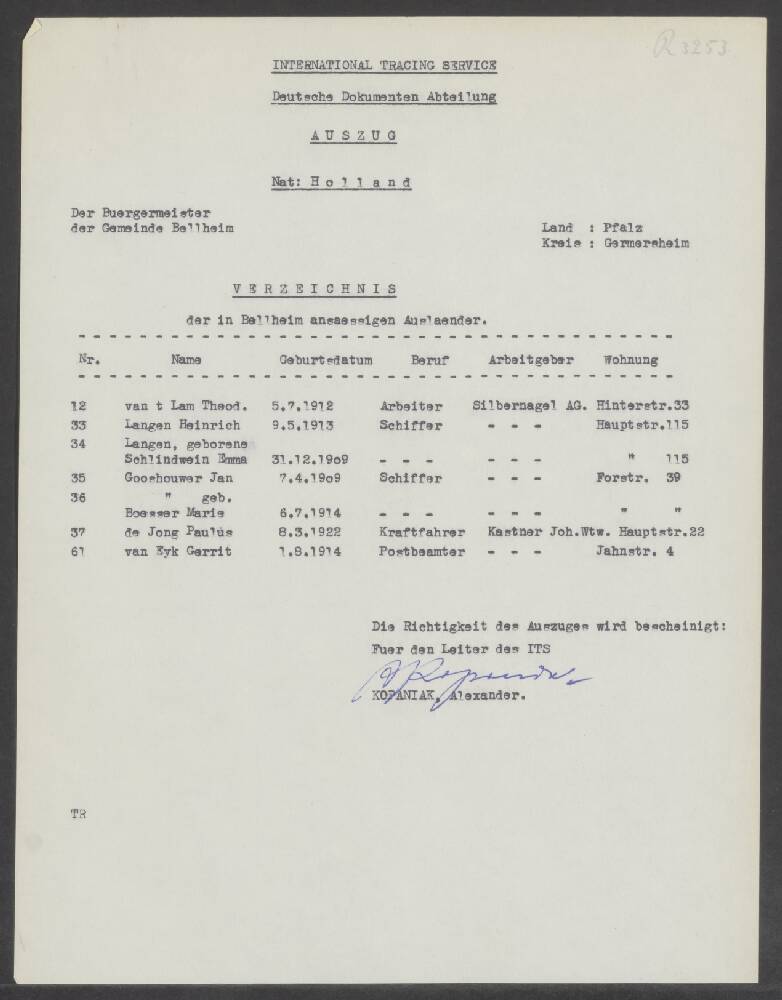 R 3253
INTERNATIONAL TRACING SERVICE
Deutsche Dokumenten Abteilung
A U S Z U G
Nat: H o l l a n d
Der Buergermeister
der Gemeinde Bellheim
Land : Pfalz
Kreis : Germersheim
V E R Z E I C H N I S
der in Bellheim ansaessigen Auslaender.
Nr. Name Geburtsdatum Beruf Arbeitgeber Wohnung
12 van t Lam Theod. 5.7.1912 Arbeiter Silbernagel AG. Hinterstr.33
33 Langen Heinrich 9.5.1913 Schiffer - - - Hauptstr.115
34 Langen, geborene
Schlindwein Emma 31.12.19o9 - - - - - - " 115
35 Gooshouwer Jan 7.4.19o9 Schiffer - - - Forstr. 39
36 " geb.
Boesser Marie 6.7.1914 - - - - - - " "
37 de Jong Paulus 8.3.1922 Kraftfahrer Kastner Joh.Wtw. Hauptstr.22
61 van Eyk Gerrit 1.8.1914 Postbeamter - - - Jahnstr. 4
Die Richtigkeit des Auszuges wird bescheinigt:
Fuer den Leiter des ITS
KOPANIAK, Alexander.
TR